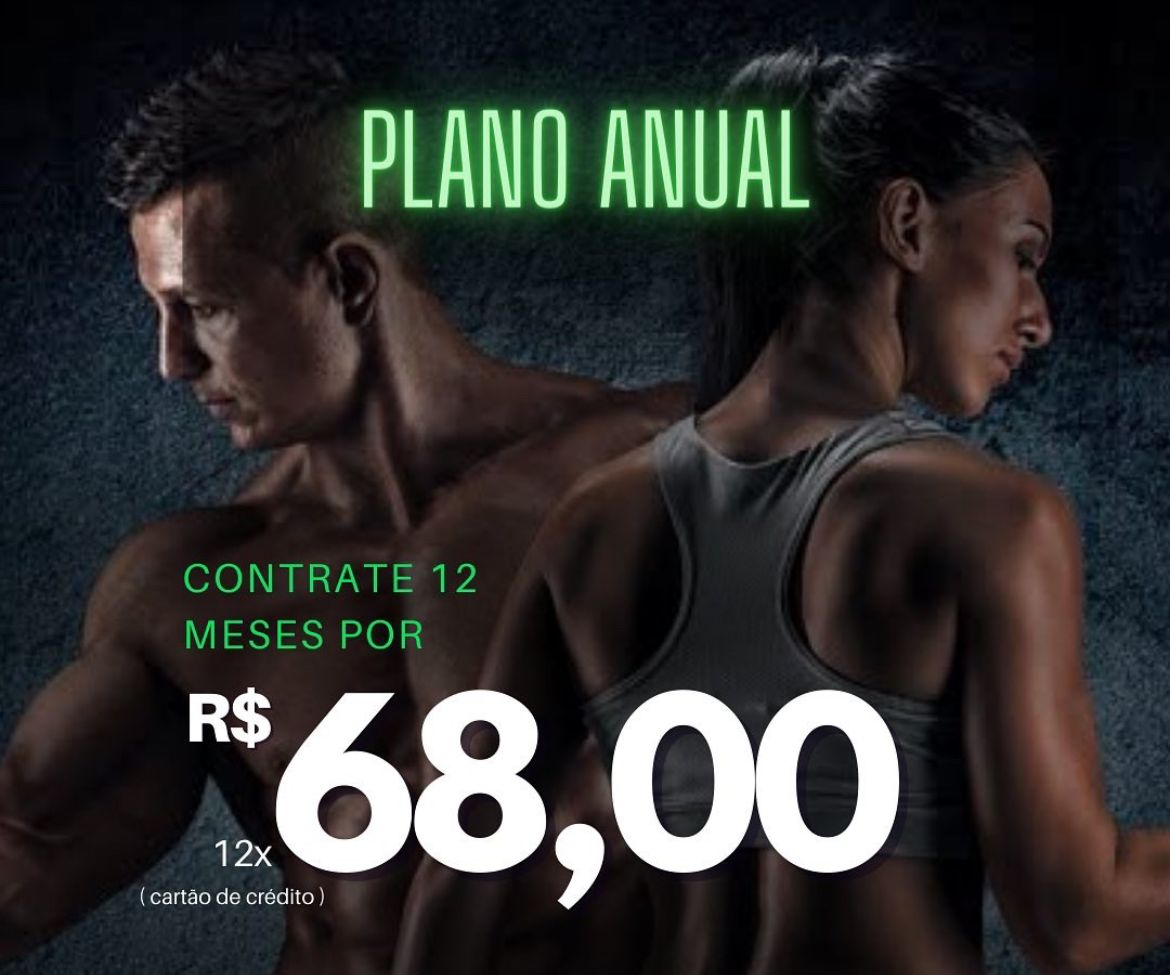 PLANO ANUAL
CONTRATE 12
MESES POR
R$ 68,00
12x
( cartão de crédito )